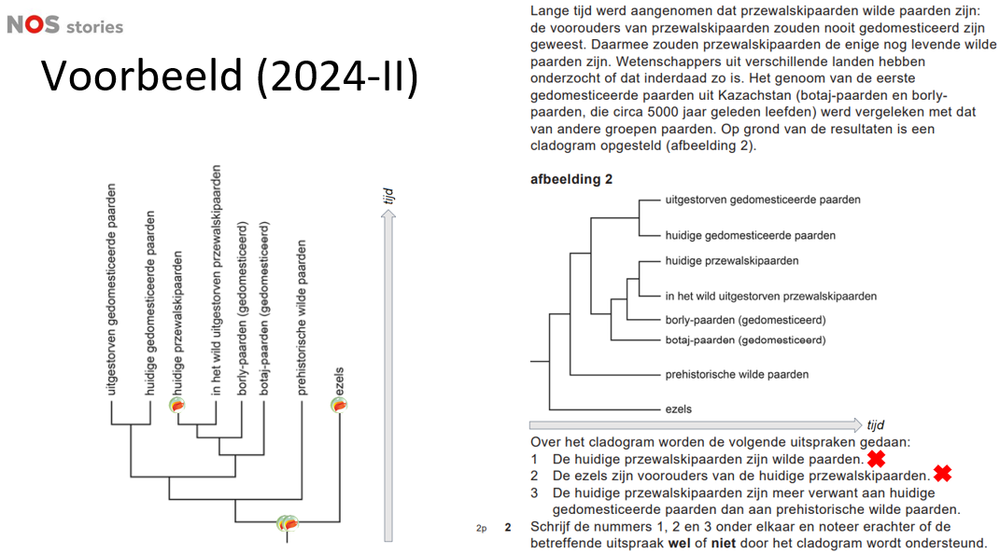 NOS stories
Voorbeeld (2024-II)
uitgestorven gedomesticeerde paarden
huidige gedomesticeerde paarden
huidige przewalskipaarden
in het wild uitgestorven przewalskipaarden
borly-paarden (gedomesticeerd)
botaj-paarden (gedomesticeerd)
prehistorische wilde paarden
ezels
tijd
Lange tijd werd aangenomen dat przewalskipaarden wilde paarden zijn:
de voorouders van przewalskipaarden zouden nooit gedomesticeerd zijn
geweest. Daarmee zouden przewalskipaarden de enige nog levende wilde
paarden zijn. Wetenschappers uit verschillende landen hebben
onderzocht of dat inderdaad zo is. Het genoom van de eerste
gedomesticeerde paarden uit Kazachstan (botaj-paarden en borly-
paarden, die circa 5000 jaar geleden leefden) werd vergeleken met dat
van andere groepen paarden. Op grond van de resultaten is een
cladogram opgesteld (afbeelding 2).
afbeelding 2
uitgestorven gedomesticeerde paarden
huidige gedomesticeerde paarden
huidige przewalskipaarden
in het wild uitgestorven przewalskipaarden
borly-paarden (gedomesticeerd)
botaj-paarden (gedomesticeerd)
prehistorische wilde paarden
ezels
tijd
Over het cladogram worden de volgende uitspraken gedaan:
1 De huidige przewalskipaarden zijn wilde paarden.
2 De ezels zijn voorouders van de huidige przewalskipaarden.
3 De huidige przewalskipaarden zijn meer verwant aan huidige
gedomesticeerde paarden dan aan prehistorische wilde paarden.
2p 2 Schrijf de nummers 1, 2 en 3 onder elkaar en noteer erachter of de
betreffende uitspraak wel of niet door het cladogram wordt ondersteund.